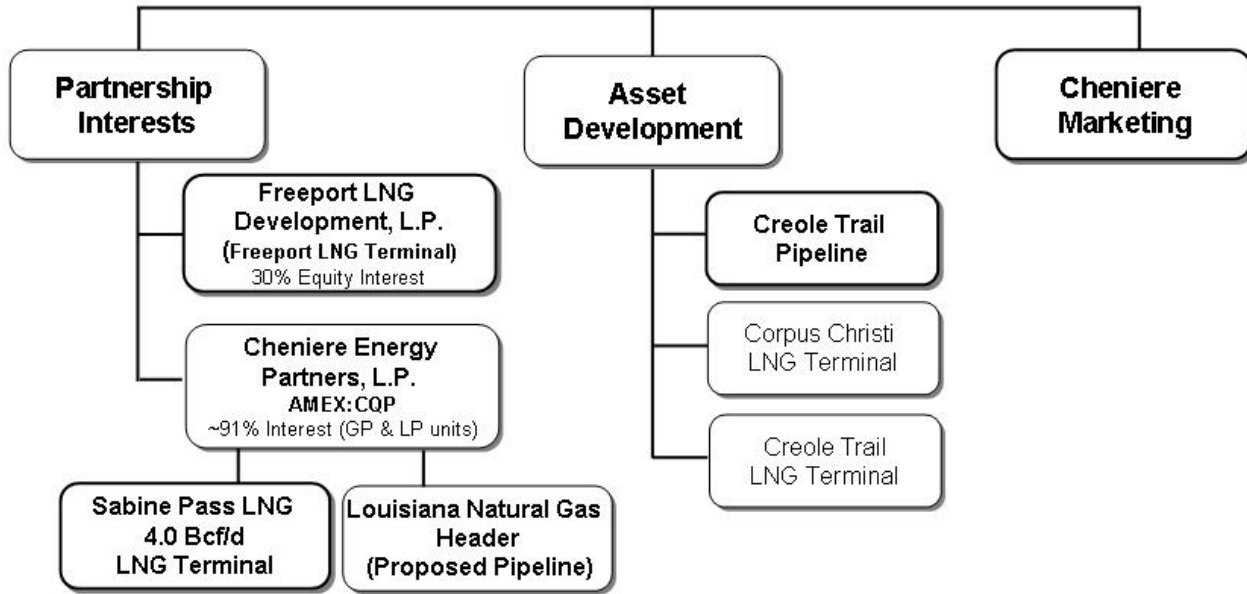 Partnership
Interests
Asset
Development
Cheniere
Marketing
Freeport LNG
Development, L.P.
(Freeport LNG Terminal)
30% Equity Interest
Creole Trail
Pipeline
Cheniere Energy
Partners, L.P.
AMEX:CQP
~91% Interest (GP & LP units)
Corpus Christi
LNG Terminal
Creole Trail
LNG Terminal
Sabine Pass LNG
4.0 Bcf/d
LNG Terminal
Louisiana Natural Gas
Header
(Proposed Pipeline)